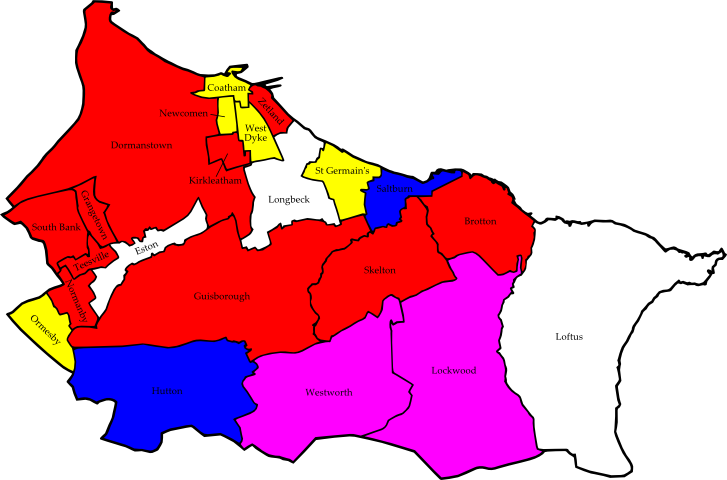 Coatham
Newcomen
Zetland
West
Dyke
Dormanstown
St Germain's
Kirkleatham
Saltburn
Longbeck
Grangetown
South Bank
Brotton
Eston
Teesville
Skelton
Normanby
Guisborough
Ormesby
Loftus
Lockwood
Hutton
Westworth